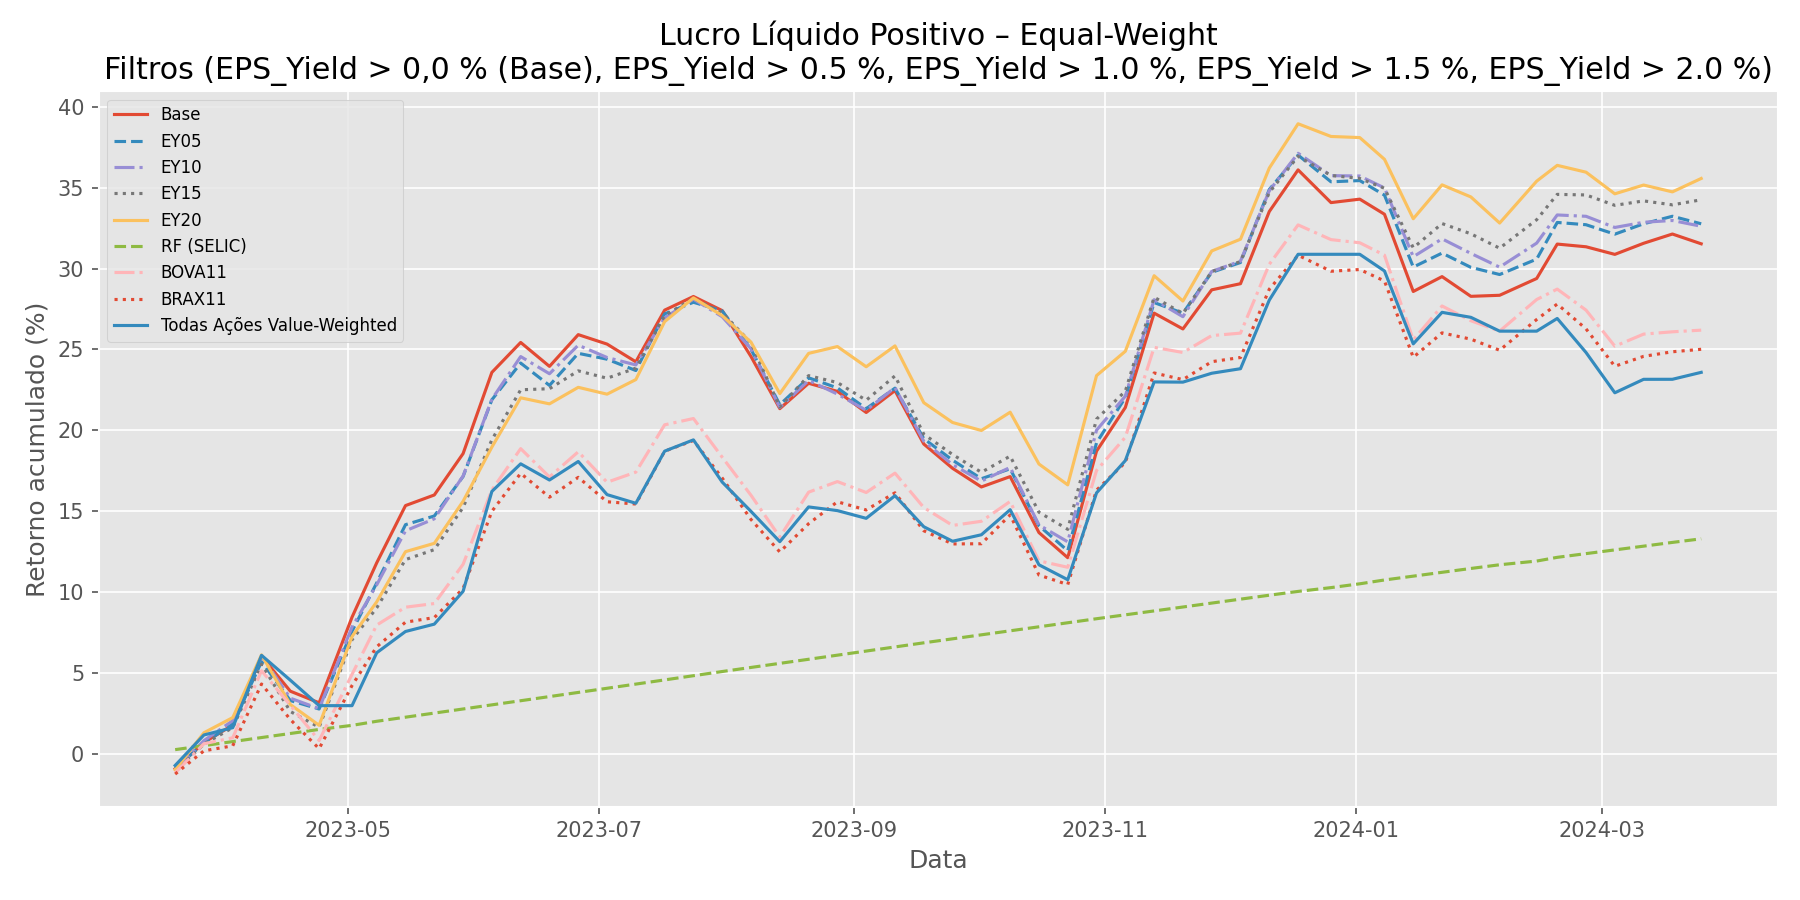 Lucro Líquido Positivo – Equal-Weight
Filtros (EPS_Yield > 0,0 % (Base), EPS_Yield > 0.5 %, EPS_Yield > 1.0 %, EPS_Yield > 1.5 %, EPS_Yield > 2.0 %)
Base
EY05
EY10
EY15
EY20
RF (SELIC)
BOVA11
BRAX11
Todas Ações Value-Weighted
Retorno acumulado (%)
40
35
30
25
20
15
10
5
0
2023-05
2023-07
2023-09
2023-11
2024-01
2024-03
Data